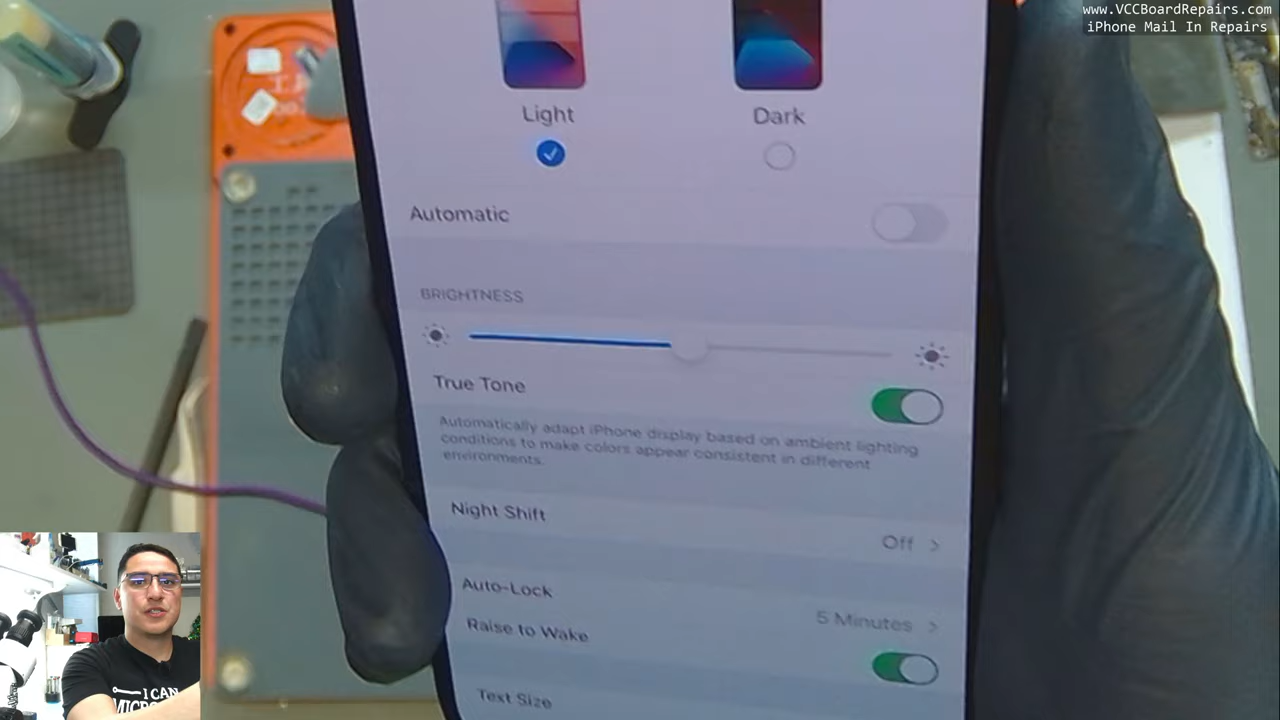 www.VCCBoardRepairs.com
iPhone Mail In Repairs
Light
Dark
Automatic
BRIGHTNESS
True Tone
Automatically adapt iPhone display based on ambient lighting
conditions to make colors appear consistent in different
environments.
Night Shift
Off
Auto-Lock
5 Minutes
Raise to Wake
Text Size
I CAN